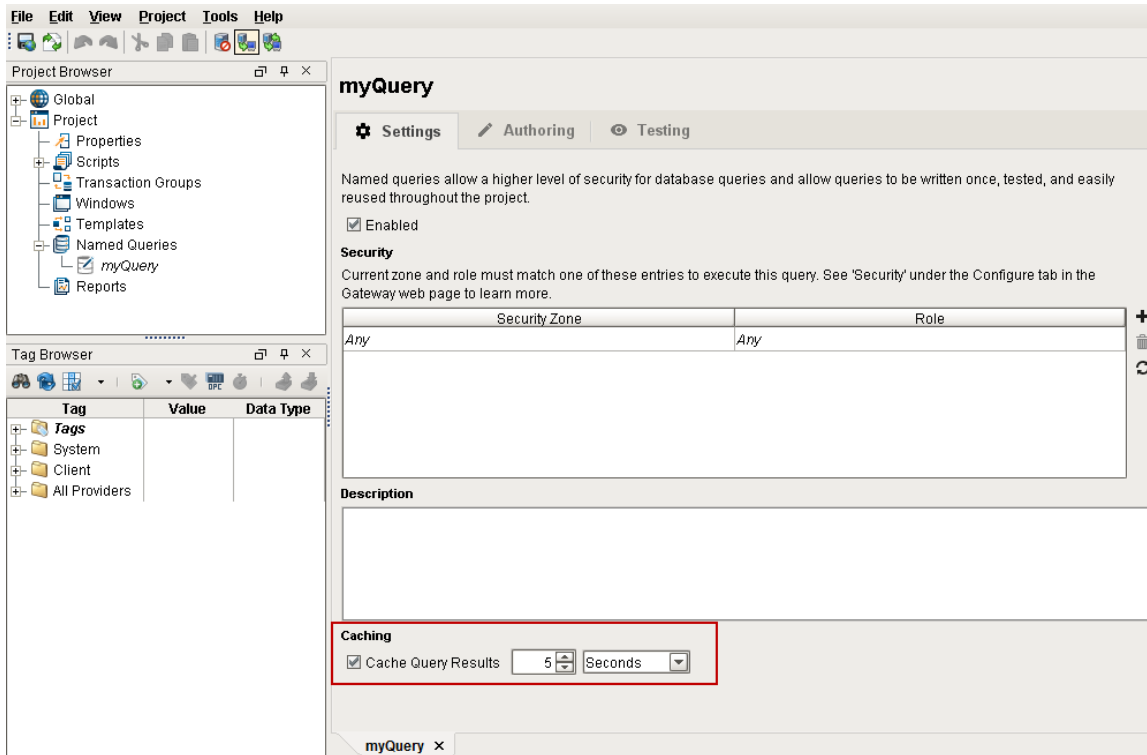 File Edit View Project Tools Help
Project Browser
Global
Project
Properties
Scripts
Transaction Groups
Windows
Templates
Named Queries
myQuery
Reports
Tag Browser
OPC
Tag Value Data Type
Tags
System
Client
All Providers
myQuery
Settings Authoring Testing
Named queries allow a higher level of security for database queries and allow queries to be written once, tested, and easily
reused throughout the project.
Enabled
Security
Current zone and role must match one of these entries to execute this query. See 'Security' under the Configure tab in the
Gateway web page to learn more.
Security Zone Role
Any Any
Description
Caching
Cache Query Results 5 Seconds
myQuery